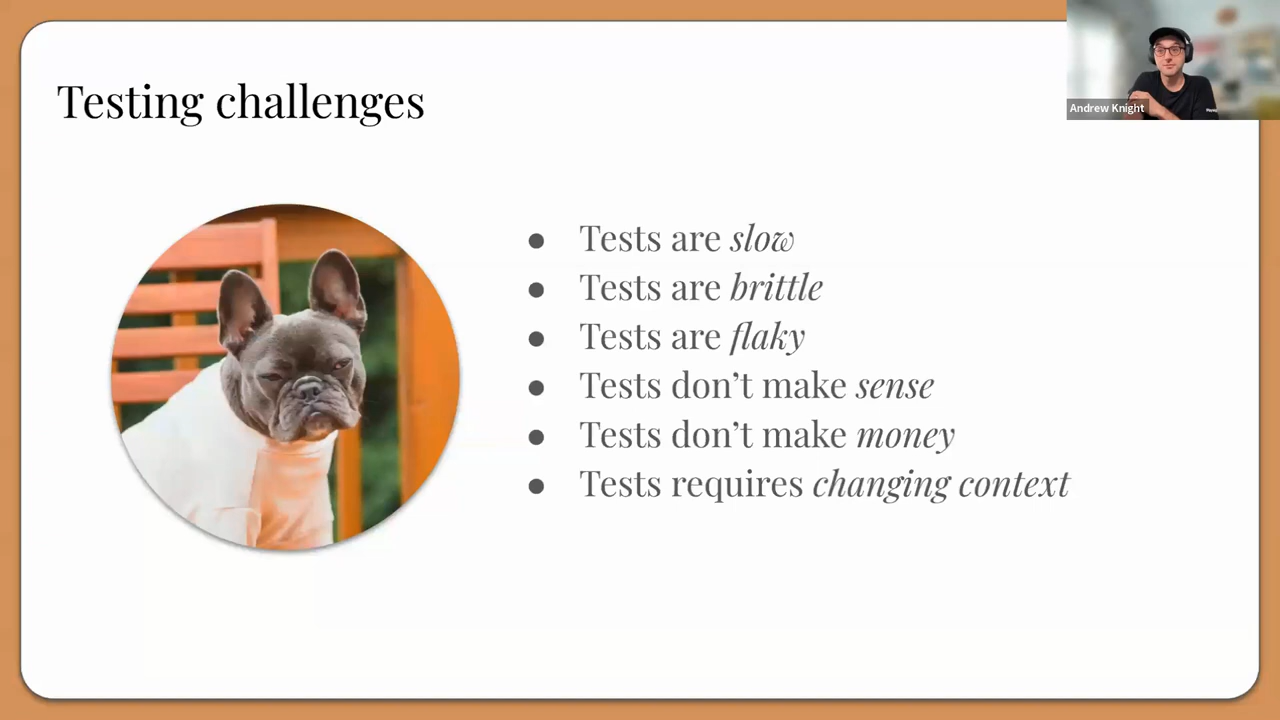 Testing challenges
Andrew Knight
● Tests are slow
● Tests are brittle
● Tests are flaky
● Tests don’t make sense
● Tests don’t make money
● Tests requires changing context